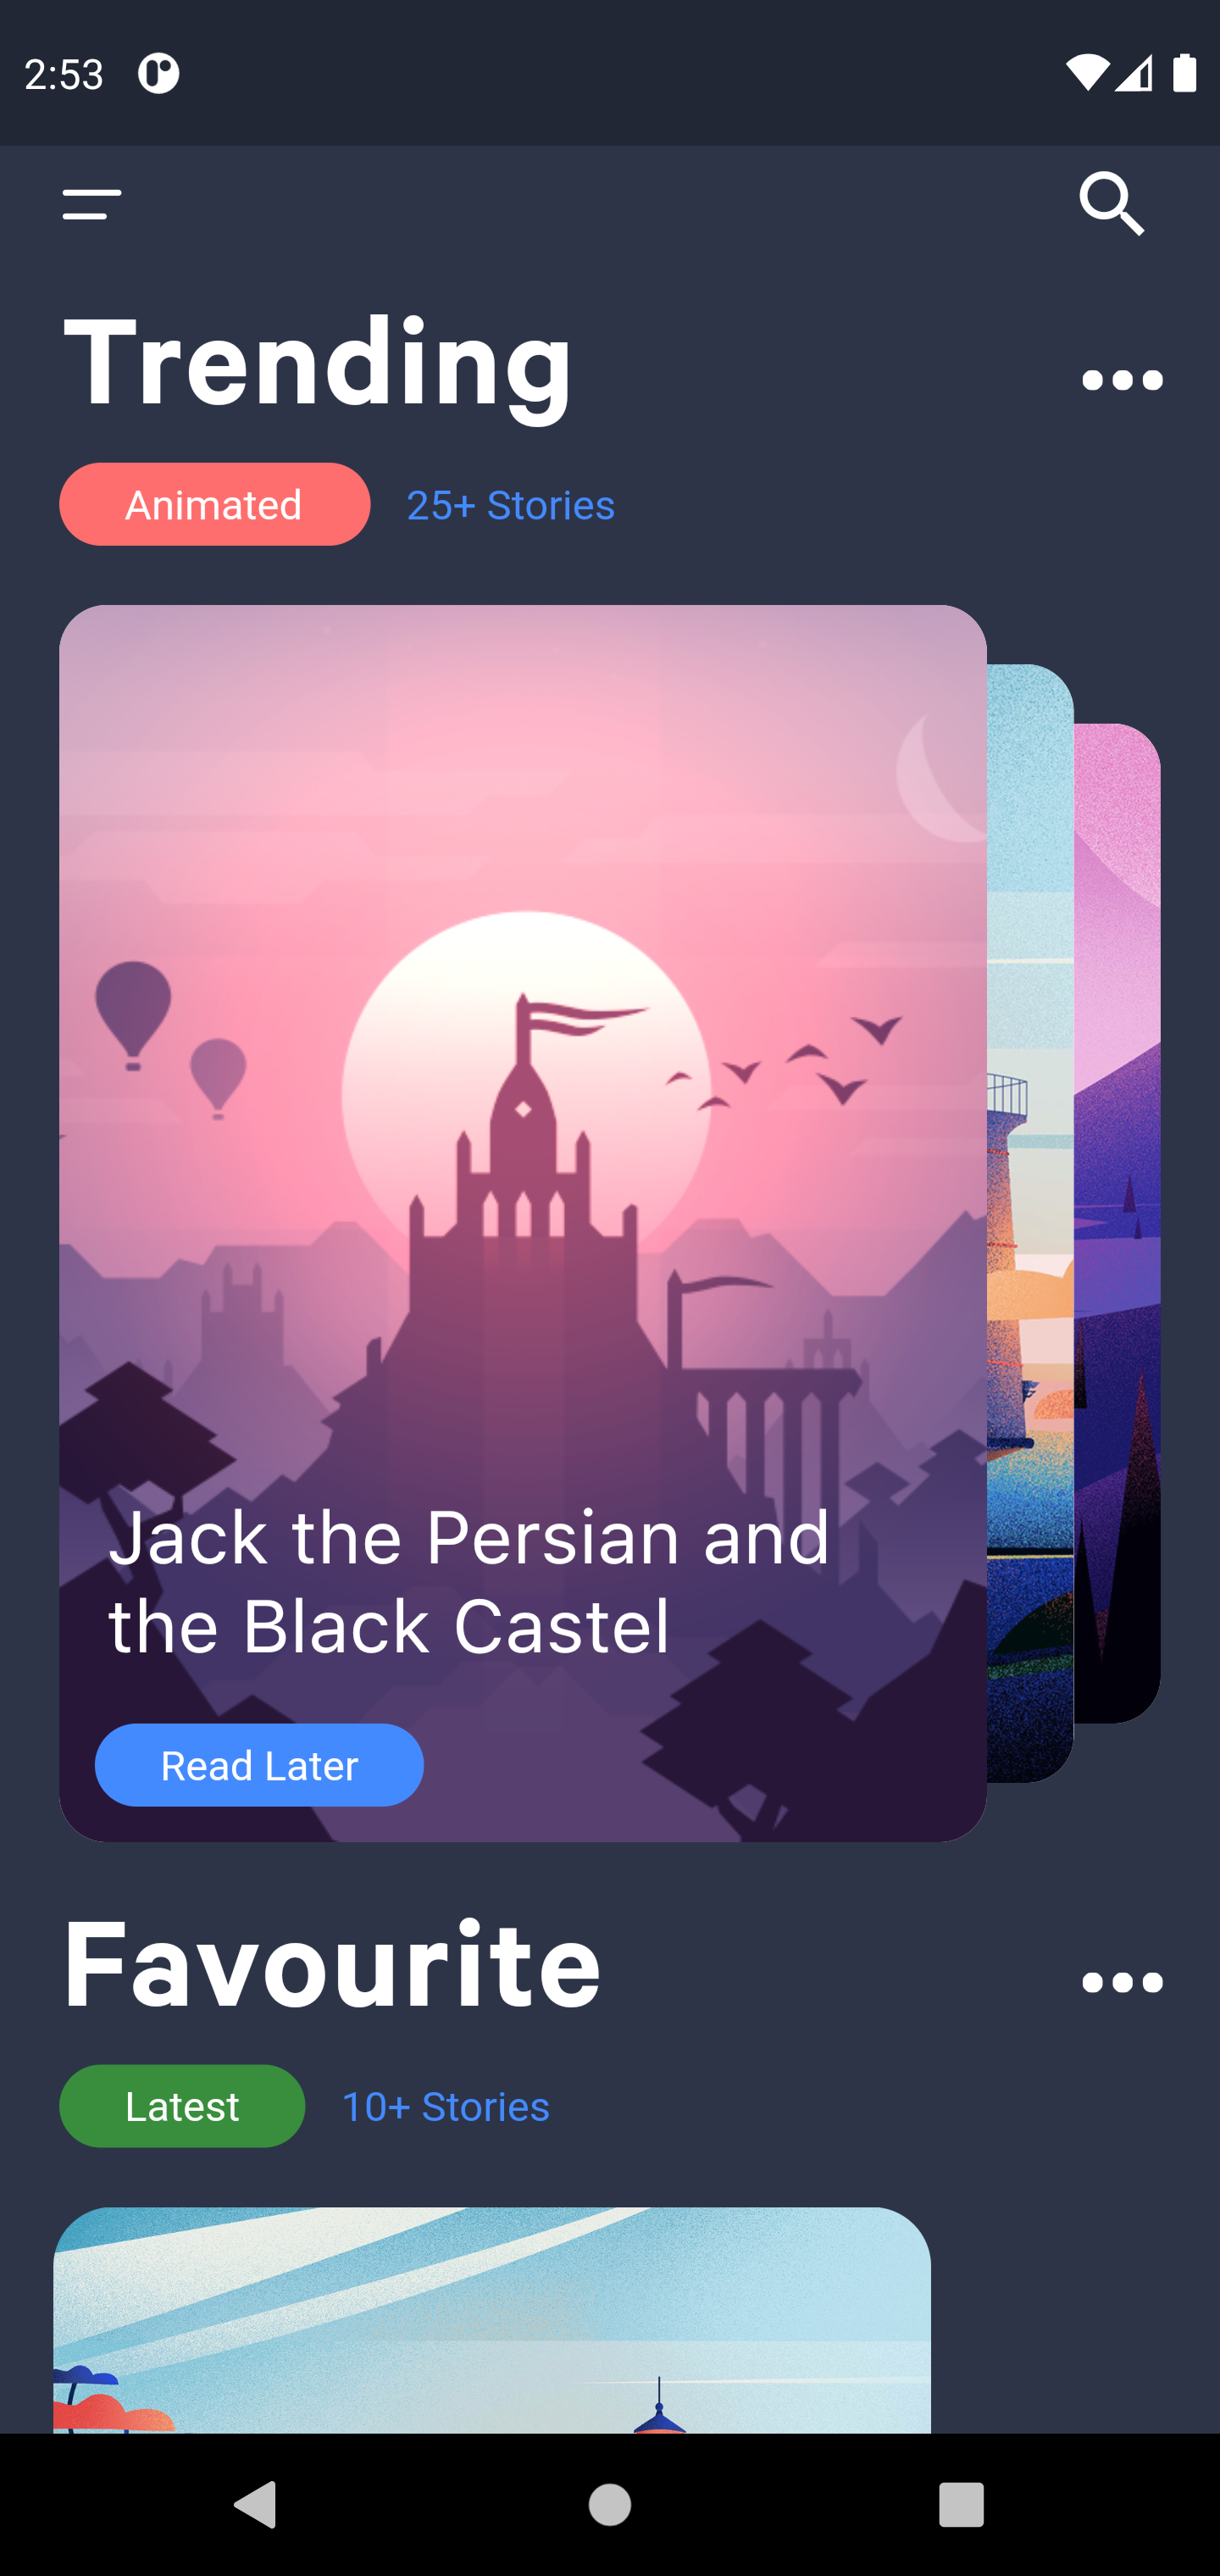 2:53
Trending
Animated
25+ Stories
Jack the Persian and
the Black Castel
Read Later
Favourite
Latest
10+ Stories